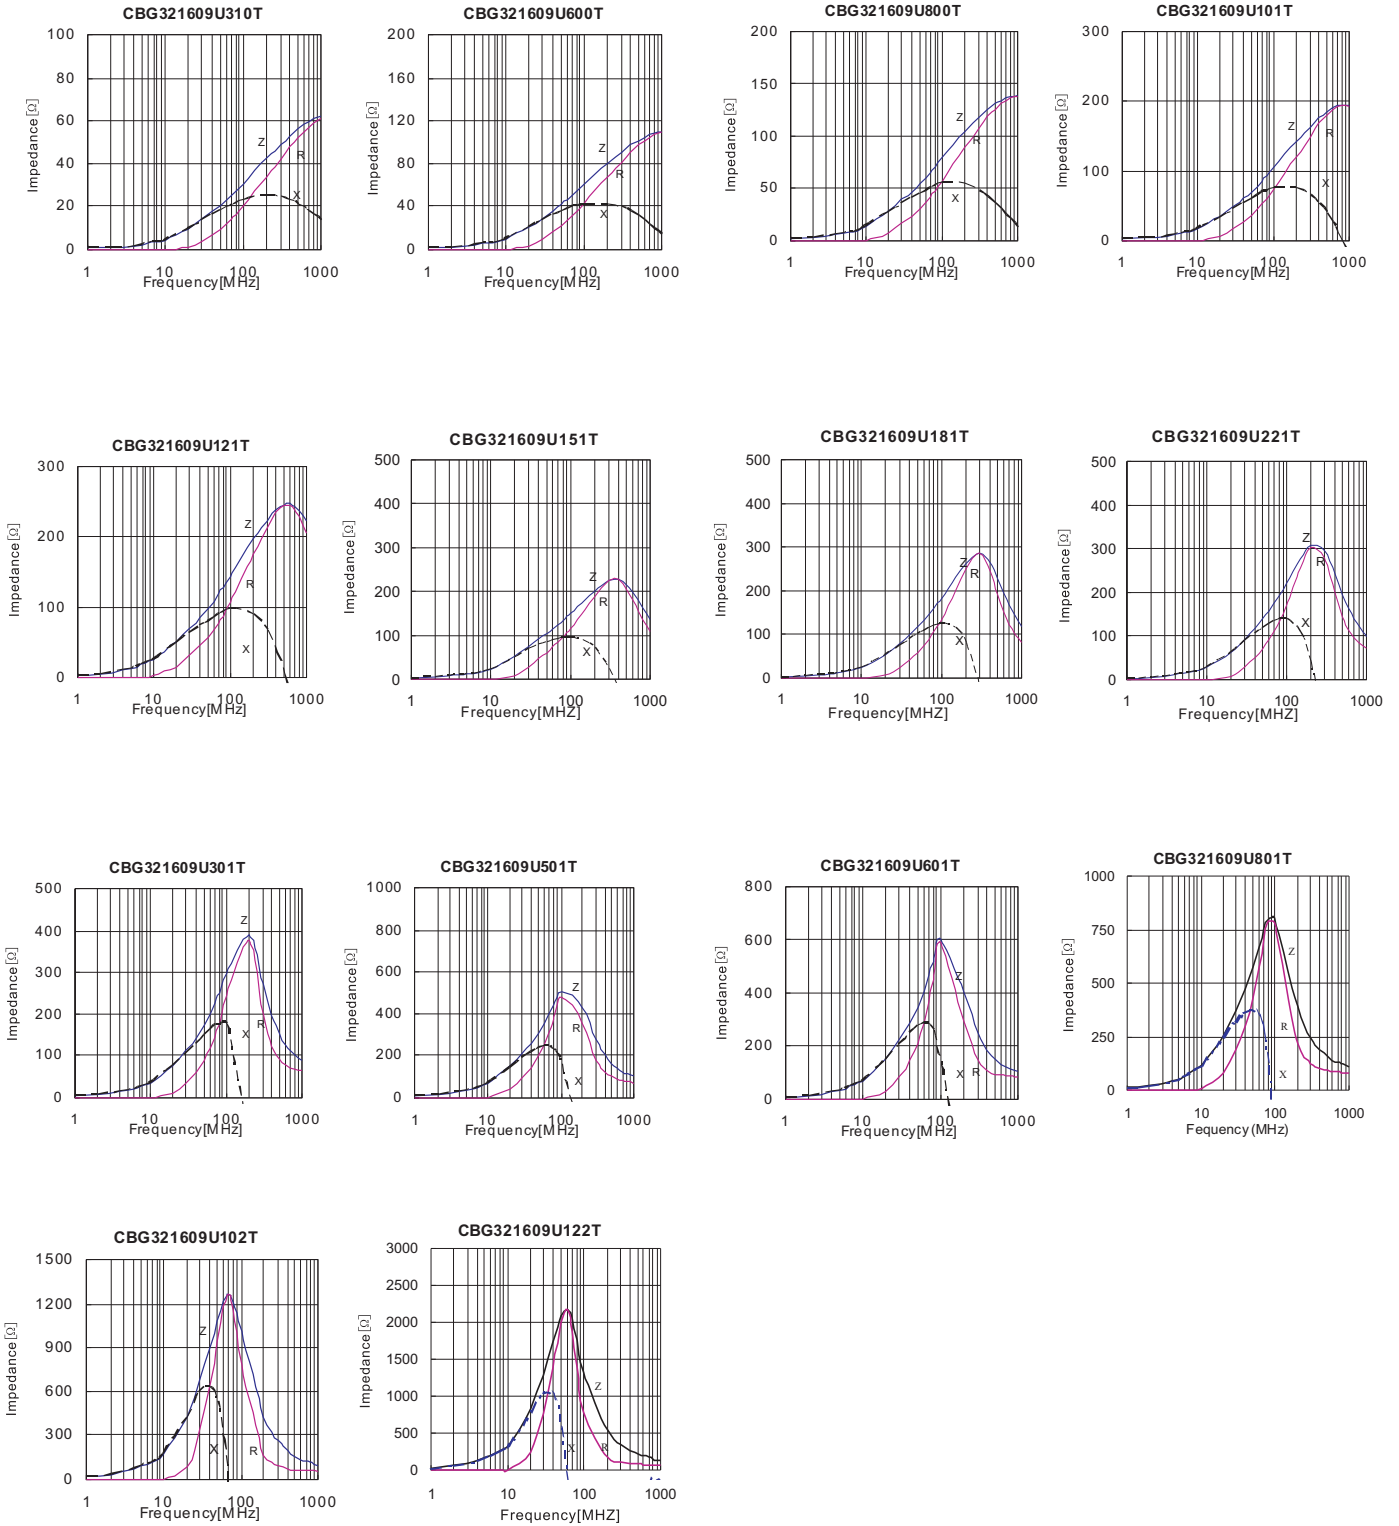 CBG321609U310T
100
80
60
40
20
0
Impedance[Ω]
Z
R
X
1 10 100 1000
Frequency[MHz]
CBG321609U600T
200
160
120
80
40
0
Impedance[Ω]
Z
R
X
1 10 100 1000
Frequency[MHz]
CBG321609U800T
200
150
100
50
0
Impedance[Ω]
Z
R
X
1 10 100 1000
Frequency[MHz]
CBG321609U101T
300
200
100
0
Impedance[Ω]
Z
R
X
1 10 100 1000
Frequency[MHz]
CBG321609U121T
300
200
100
0
Impedance[Ω]
Z
R
X
1 10 100 1000
Frequency[MHz]
CBG321609U151T
500
400
300
200
100
0
Impedance[Ω]
Z
R
X
1 10 100 1000
Frequency[MHZ]
CBG321609U181T
500
400
300
200
100
0
Impedance[Ω]
Z
R
X
1 10 100 1000
Frequency[MHZ]
CBG321609U221T
500
400
300
200
100
0
Impedance[Ω]
Z
R
X
1 10 100 1000
Frequency[MHZ]
CBG321609U301T
500
400
300
200
100
0
Impedance[Ω]
Z
X R
1 10 100 1000
Frequency[MHz]
CBG321609U501T
1000
800
600
400
200
0
Impedance[Ω]
Z
R
X
1 10 100 1000
Frequency[MHz]
CBG321609U601T
800
600
400
200
0
Impedance[Ω]
Z
X R
1 10 100 1000
Frequency[MHz]
CBG321609U801T
1000
750
500
250
0
Impedance[Ω]
Z
R
X
1 10 100 1000
Fequency(MHz)
CBG321609U102T
1500
1200
900
600
300
0
Impedance[Ω]
Z
X R
1 10 100 1000
Frequency[MHz]
CBG321609U122T
3000
2500
2000
1500
1000
500
0
Impedance[Ω]
Z
X R
1 10 100 1000
Frequency[MHZ]